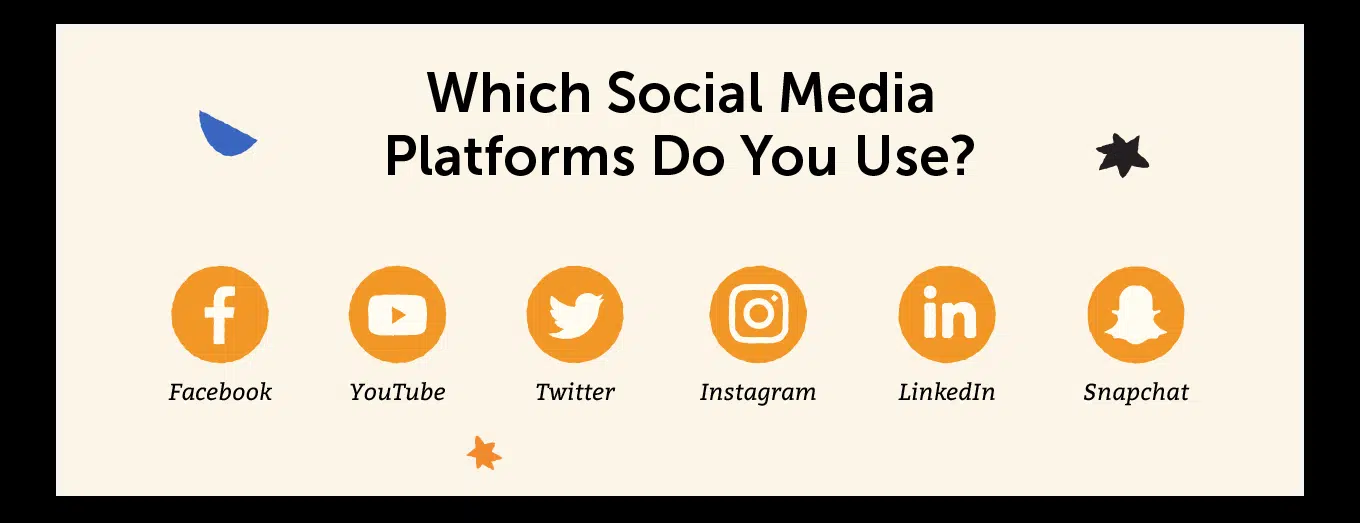 Which Social Media
Platforms Do You Use?
Facebook YouTube Twitter Instagram LinkedIn Snapchat